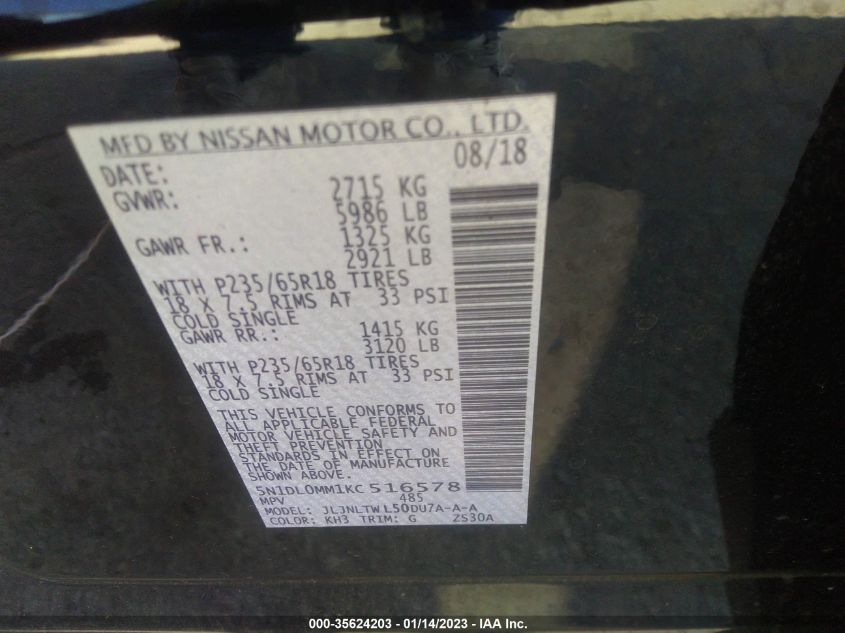 MFD BY NISSAN MOTOR CO., LTD.
DATE: 08/18
GVWR: 2715 KG
5986 LB
GAWR FR.: 1325 KG
2921 LB
WITH P235/65R18 TIRES
18 X 7.5 RIMS AT 33 PSI
COLD SINGLE
GAWR RR.: 1415 KG
3120 LB
WITH P235/65R18 TIRES
18 X 7.5 RIMS AT 33 PSI
COLD SINGLE
THIS VEHICLE CONFORMS TO
ALL APPLICABLE FEDERAL
MOTOR VEHICLE SAFETY AND
THEFT PREVENTION
STANDARDS IN EFFECT ON
THE DATE OF MANUFACTURE
SHOWN ABOVE.
5N1DL0MM1KC516578
MPV 485
MODEL: JLJNLTWL50DU7A-A-A
COLOR: KH3 TRIM: G ZS30A
000-35624203 - 01/14/2023 - IAA Inc.